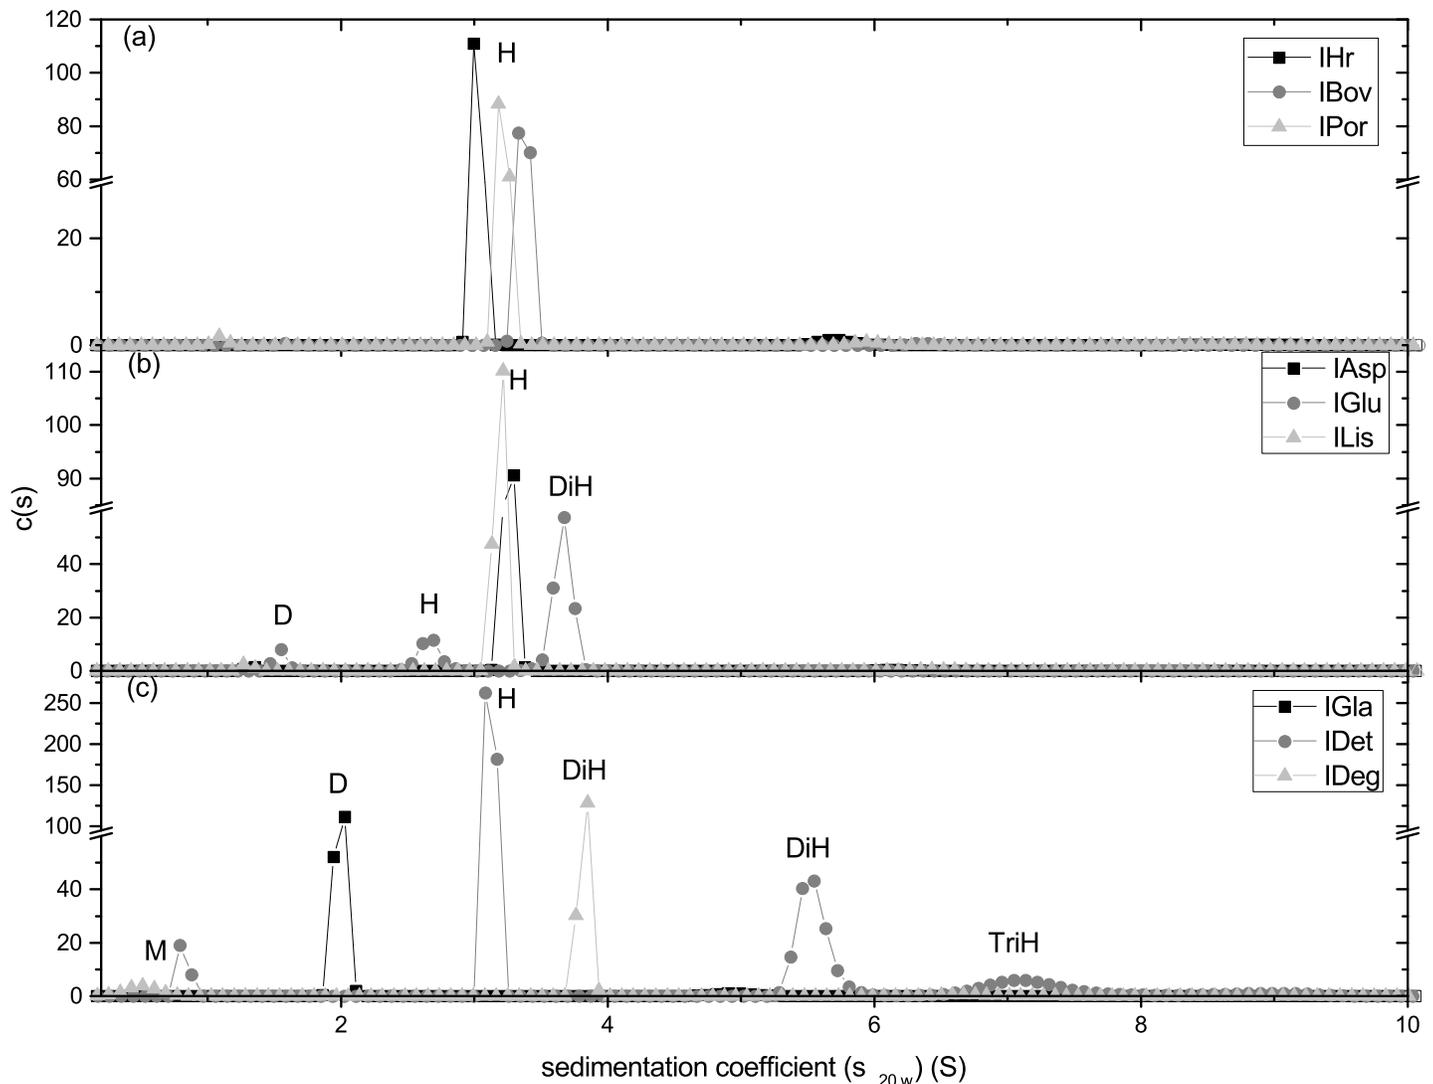 120
(a)
H
IHr
100
IBov
80
IPor
60
20
0
(b)
110
H
IAsp
100
IGlu
ILis
90
DiH
c(s)
40
20
D
H
0
(c)
250
H
IGla
200
IDet
150
D
DiH
IDeg
100
DiH
40
20
M
TriH
0
2 4 6 8 10
sedimentation coefficient (s 20,w) (S)